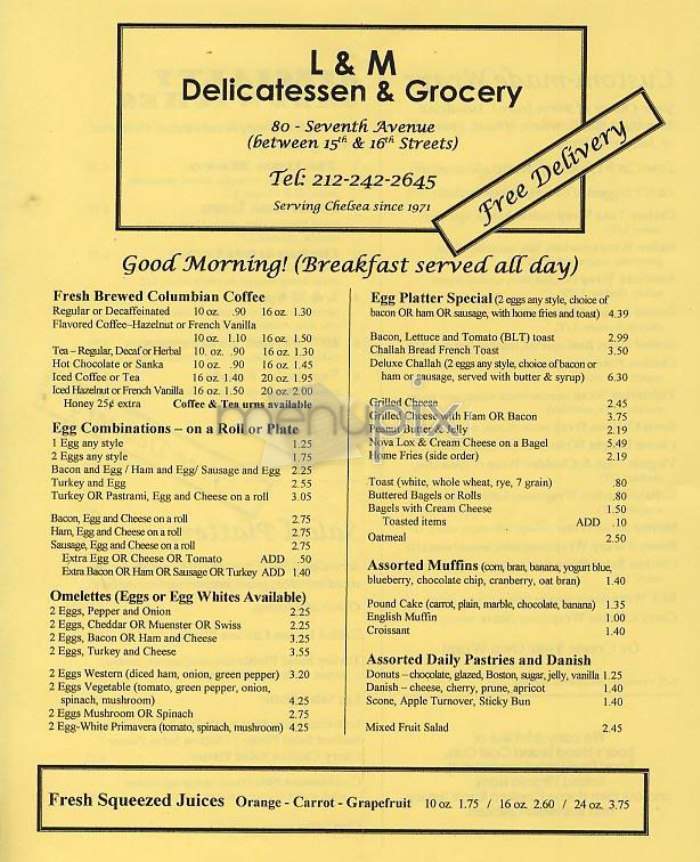 L & M
Delicatessen & Grocery
80 - Seventh Avenue
(between 15th & 16th Streets)
Tel: 212-242-2645
Serving Chelsea since 1971
Free Delivery
Good Morning! (Breakfast served all day)
Fresh Brewed Columbian Coffee
Regular or Decaffeinated 10 oz. .90 16 oz. 1.30
Flavored Coffee–Hazelnut or French Vanilla
10 oz. 1.10 16 oz. 1.50
Tea – Regular, Decaf or Herbal 10. oz. .90 16 oz. 1.30
Hot Chocolate or Sanka 10 oz. .90 16 oz. 1.45
Iced Coffee or Tea 16 oz. 1.40 20 oz. 1.95
Iced Hazelnut or French Vanilla 16 oz. 1.50 20 oz. 2.00
Honey 25¢ extra Coffee & Tea urns available
Egg Combinations – on a Roll or Plate
1 Egg any style 1.25
2 Eggs any style 1.75
Bacon and Egg / Ham and Egg/ Sausage and Egg 2.25
Turkey and Egg 2.55
Turkey OR Pastrami, Egg and Cheese on a roll 3.05
Bacon, Egg and Cheese on a roll 2.75
Ham, Egg and Cheese on a roll 2.75
Sausage, Egg and Cheese on a roll 2.75
Extra Egg OR Cheese OR Tomato ADD .50
Extra Bacon OR Ham OR Sausage OR Turkey ADD 1.40
Omelettes (Eggs or Egg Whites Available)
2 Eggs, Pepper and Onion 2.25
2 Eggs, Cheddar OR Muenster OR Swiss 2.25
2 Eggs, Bacon OR Ham and Cheese 3.25
2 Eggs, Turkey and Cheese 3.55
2 Eggs Western (diced ham, onion, green pepper) 3.20
2 Eggs Vegetable (tomato, green pepper, onion,
spinach, mushroom) 4.25
2 Eggs Mushroom OR Spinach 2.75
2 Egg-White Primavera (tomato, spinach, mushroom) 4.25
Egg Platter Special (2 eggs any style, choice of
bacon OR ham OR sausage, with home fries and toast) 4.39
Bacon, Lettuce and Tomato (BLT) toast 2.99
Challah Bread French Toast 3.50
Deluxe Challah (2 eggs any style, choice of bacon or
ham or sausage, served with butter & syrup) 6.30
Grilled Cheese 2.45
Grilled Cheese with Ham OR Bacon 3.75
Peanut Butter & Jelly 2.19
Nova Lox & Cream Cheese on a Bagel 5.49
Home Fries (side order) 2.19
Toast (white, whole wheat, rye, 7 grain) .80
Buttered Bagels or Rolls .80
Bagels with Cream Cheese 1.50
Toasted items ADD .10
Oatmeal 2.50
Assorted Muffins (corn, bran, banana, yogurt blue,
blueberry, chocolate chip, cranberry, oat bran) 1.40
Pound Cake (carrot, plain, marble, chocolate, banana) 1.35
English Muffin 1.00
Croissant 1.40
Assorted Daily Pastries and Danish
Donuts – chocolate, glazed, Boston, sugar, jelly, vanilla 1.25
Danish – cheese, cherry, prune, apricot 1.40
Scone, Apple Turnover, Sticky Bun 1.40
Mixed Fruit Salad 2.45
menupix
Fresh Squeezed Juices Orange - Carrot - Grapefruit 10 oz. 1.75 / 16 oz. 2.60 / 24 oz. 3.75